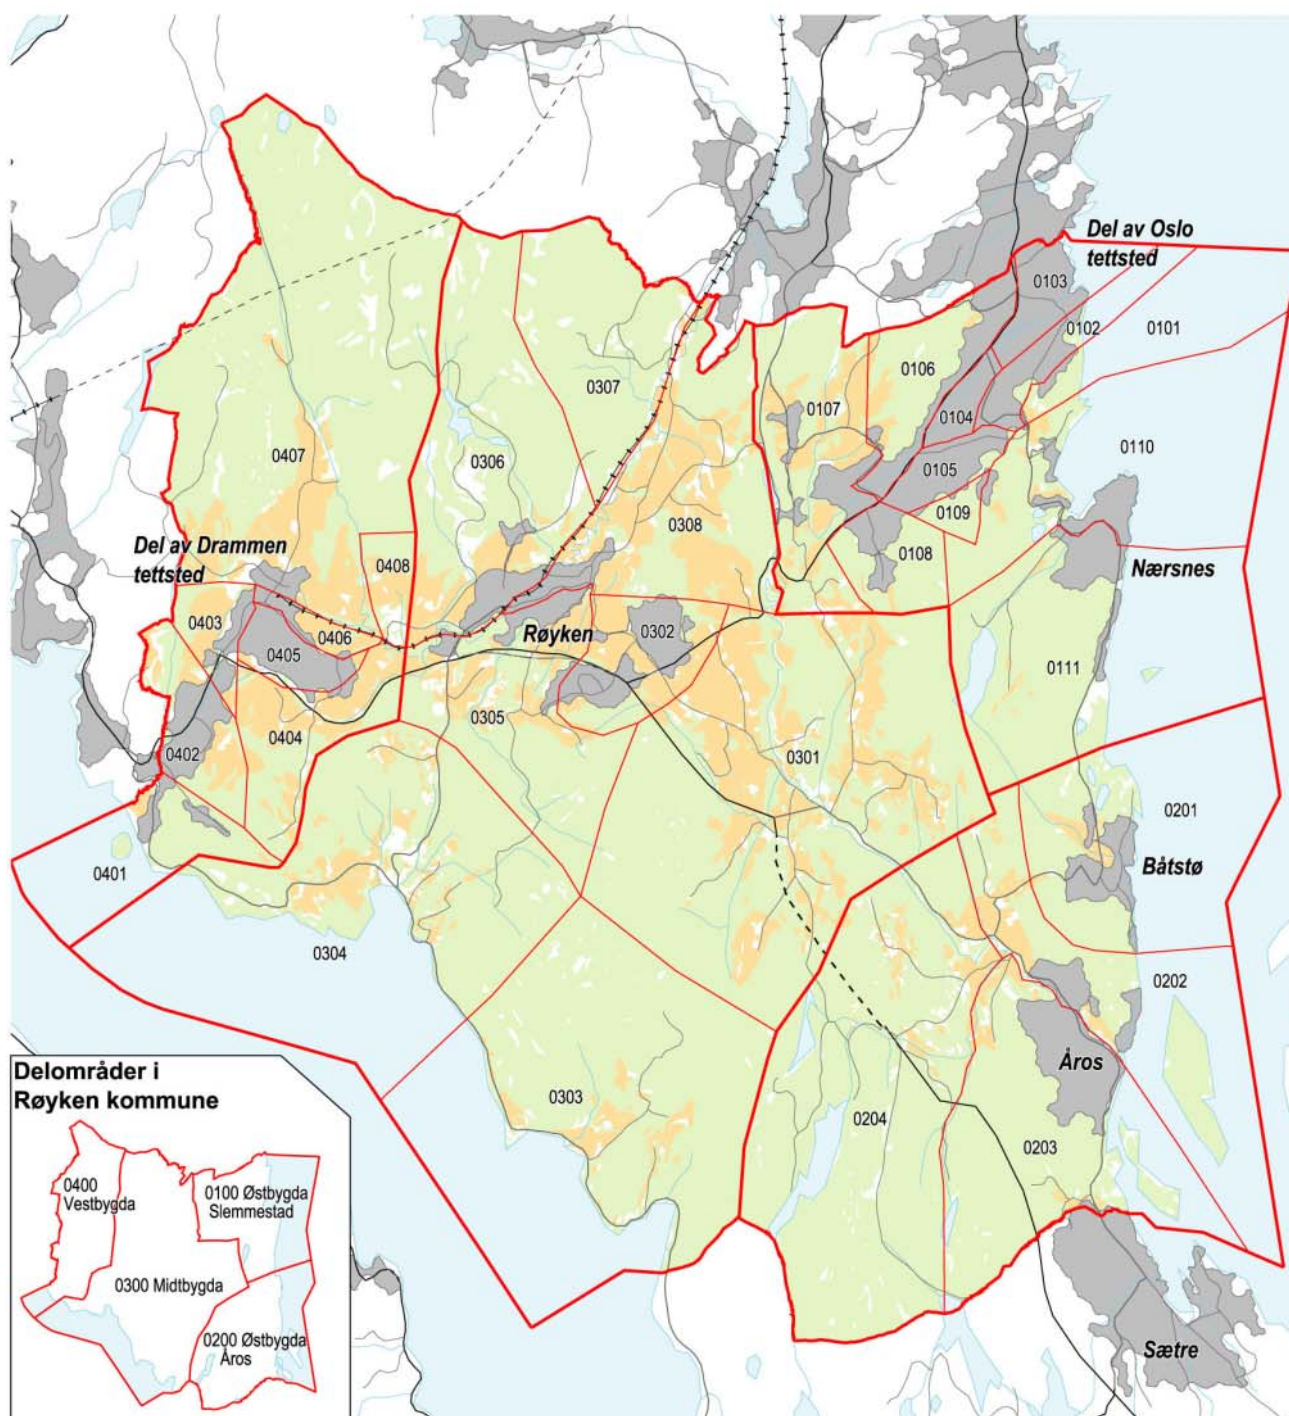 Del av Oslo
tettsted
0103
0102
0101
0106
0107
0104
0110
0105
0109
0108
Nærsnes
0111
0307
0306
0308
0407
Del av Drammen
tettsted
0408
0403
0406
0405
0402
0404
0401
Røyken
0302
0305
0301
0304
0303
0201
Båtstø
0202
Åros
0204
0203
Sætre
Delområder i
Røyken kommune
0400
Vestbygda
0100 Østbygda
Slemmestad
0300 Midtbygda
0200 Østbygda
Åros